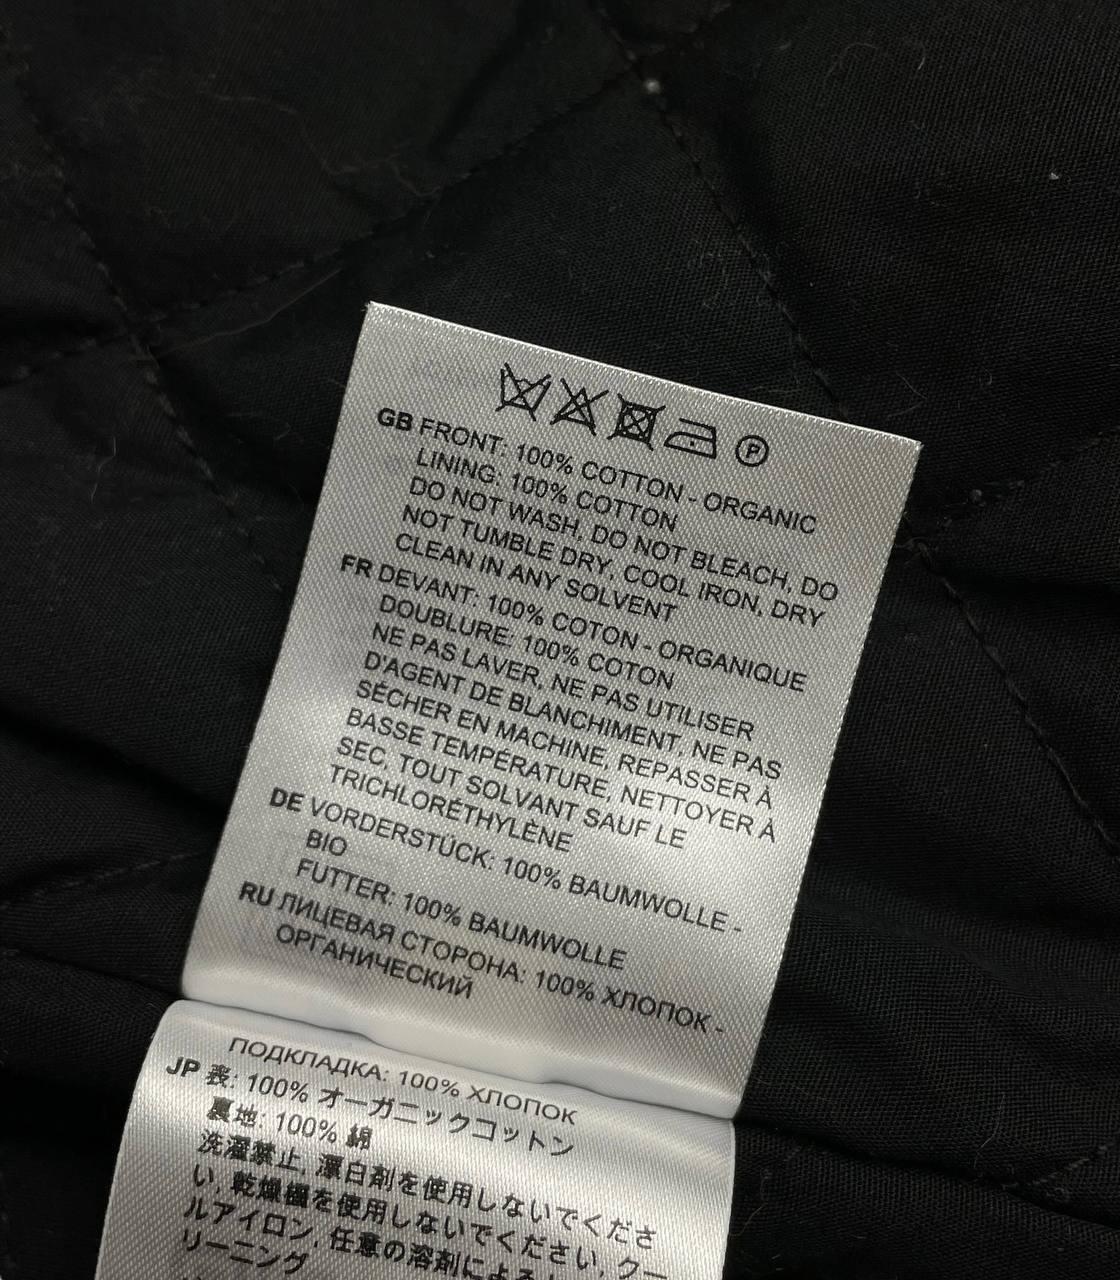 P
GB FRONT: 100% COTTON - ORGANIC
LINING: 100% COTTON
DO NOT WASH, DO NOT BLEACH, DO
NOT TUMBLE DRY, COOL IRON, DRY
CLEAN IN ANY SOLVENT
FR DEVANT: 100% COTON - ORGANIQUE
DOUBLURE: 100% COTON
NE PAS LAVER, NE PAS UTILISER
D'AGENT DE BLANCHIMENT, NE PAS
SÉCHER EN MACHINE, REPASSER À
BASSE TEMPÉRATURE, NETTOYER À
SEC, TOUT SOLVANT SAUF LE
TRICHLORÉTHYLÈNE
DE VORDERSTÜCK: 100% BAUMWOLLE -
BIO
FUTTER: 100% BAUMWOLLE
RU ЛИЦЕВАЯ СТОРОНА: 100% ХЛОПОК -
ОРГАНИЧЕСКИЙ
ПОДКЛАДКА: 100% ХЛОПОК
JP 表: 100% オーガニックコットン
裏地: 100% 綿
洗濯禁止, 漂白剤を使用しないでくださ
い, 乾燥機を使用しないでください, クー
ルアイロン, 任意の溶剤による
リーニング